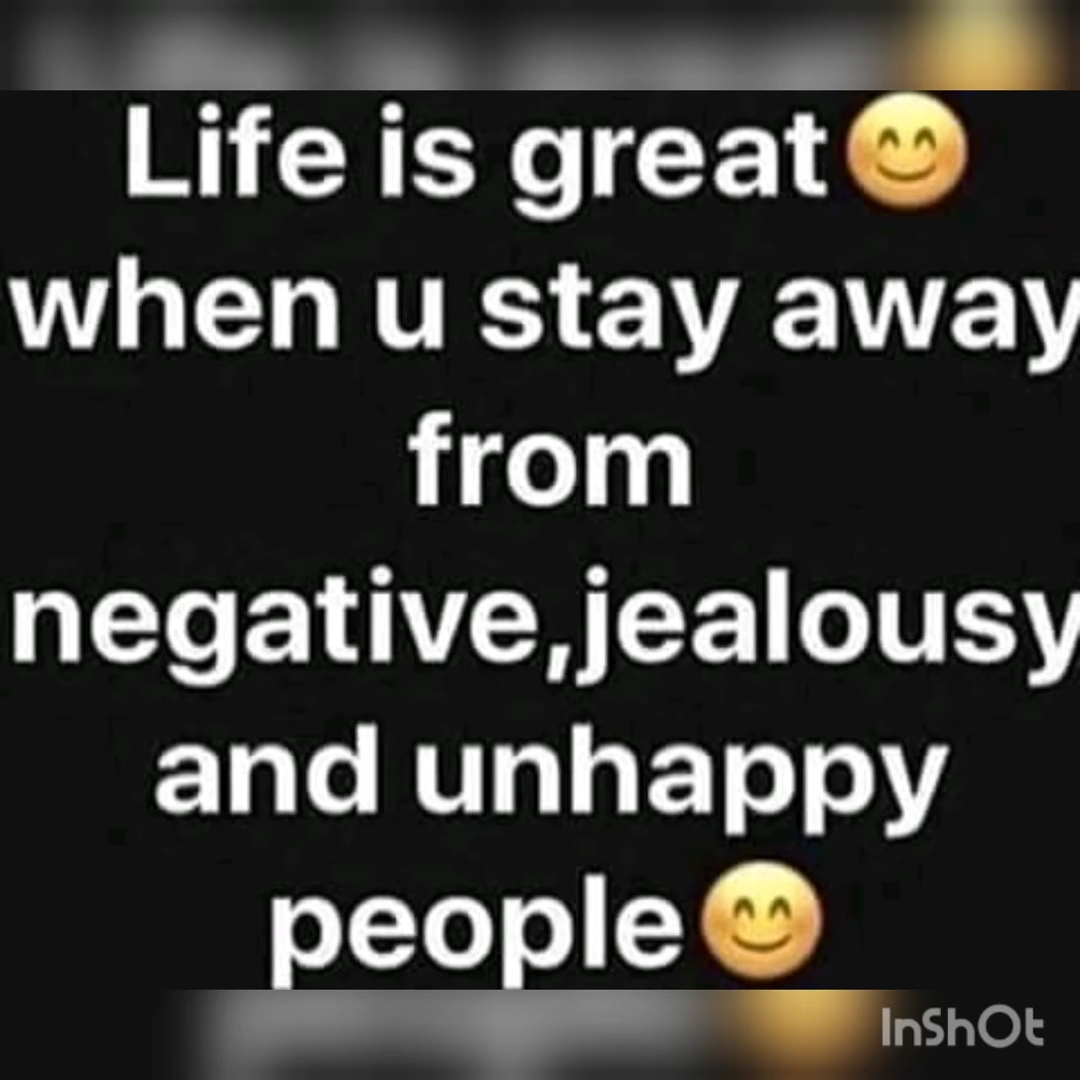 Life is great😊
when u stay away
from
negative,jealousy
and unhappy
people😊
InShOt